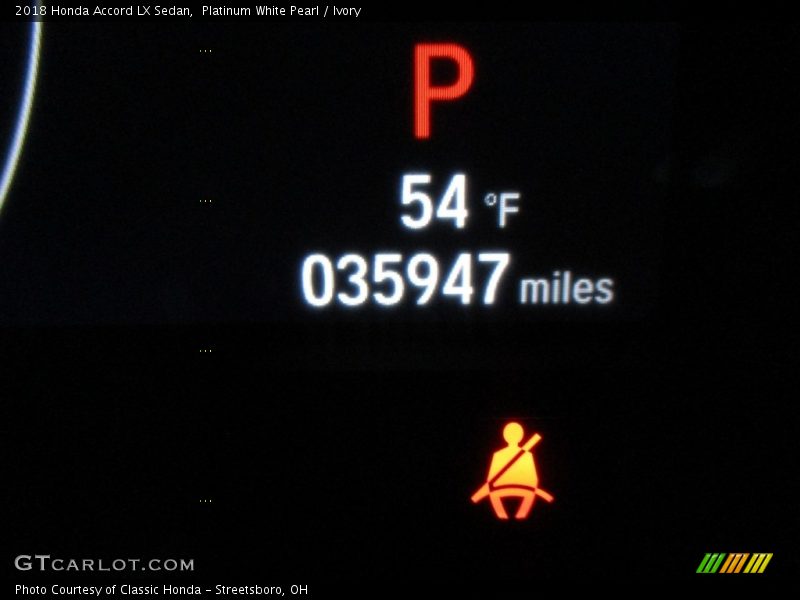 2018 Honda Accord LX Sedan,  Platinum White Pearl / Ivory
...
P
54 °F
...
035947 miles
...
...
GTCARLOT.COM
Photo Courtesy of Classic Honda - Streetsboro, OH